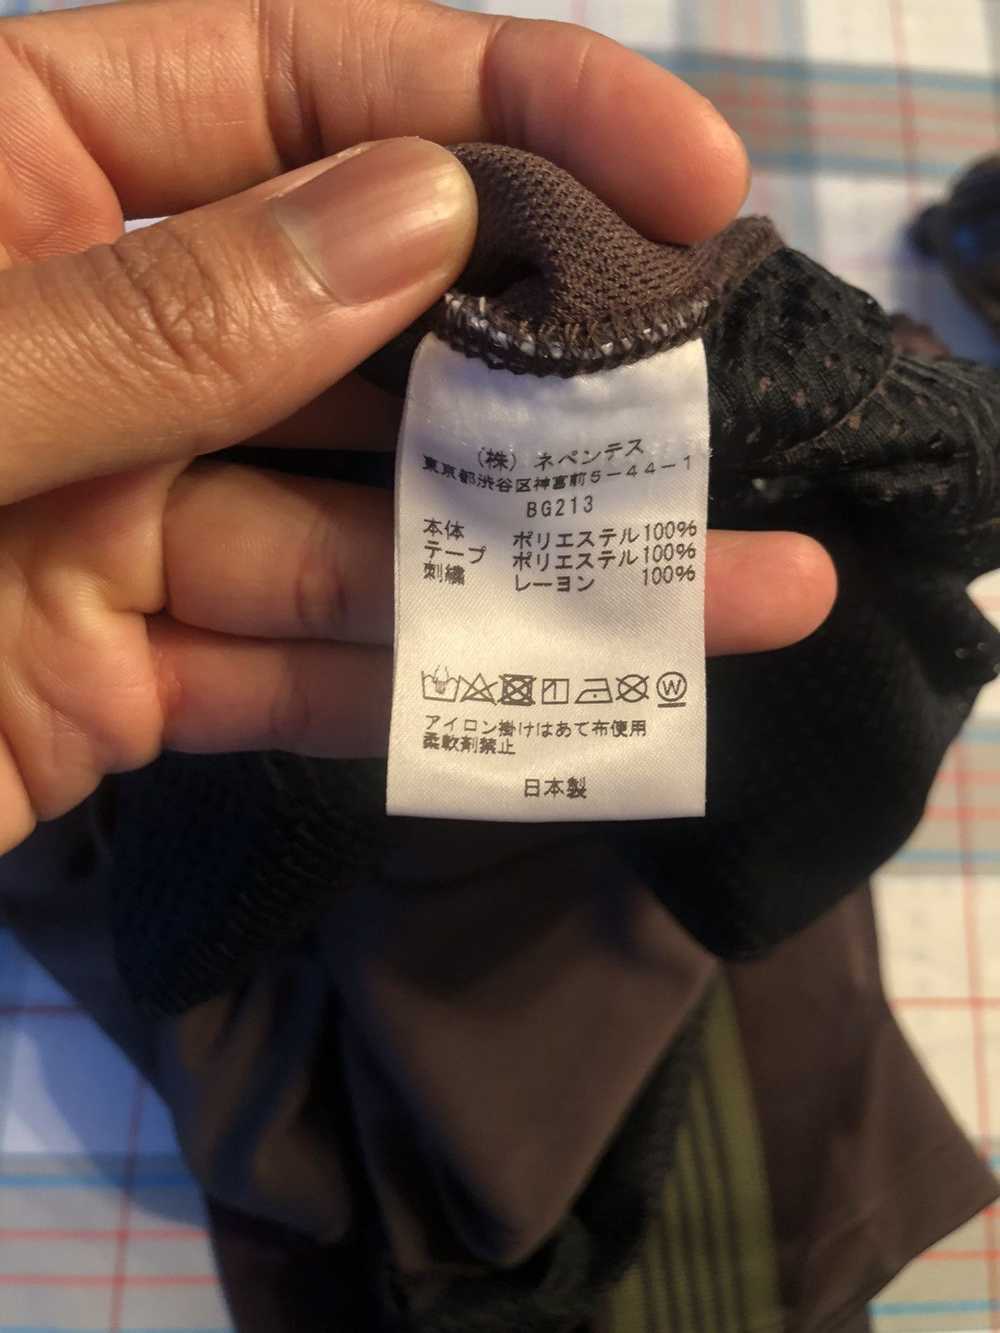 (株) ネペンテス
東京都渋谷区神宮前5-44-1
BG213
本体 ポリエステル100%
テープ ポリエステル100%
刺繍 レーヨン 100%
W
アイロン掛けはあて布使用
柔軟剤禁止
日本製